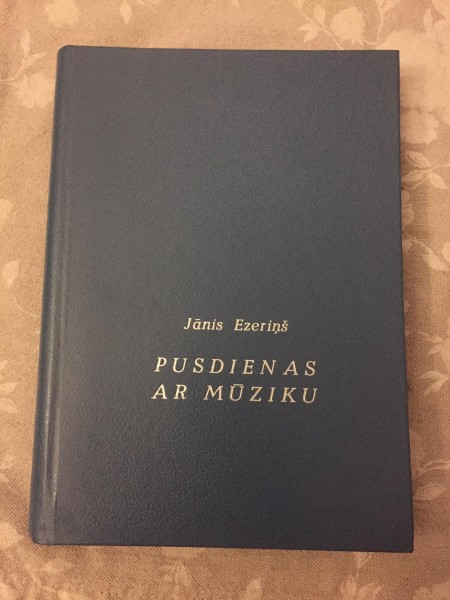 Jānis Ezeriņš
PUSDIENAS
AR MŪZIKU